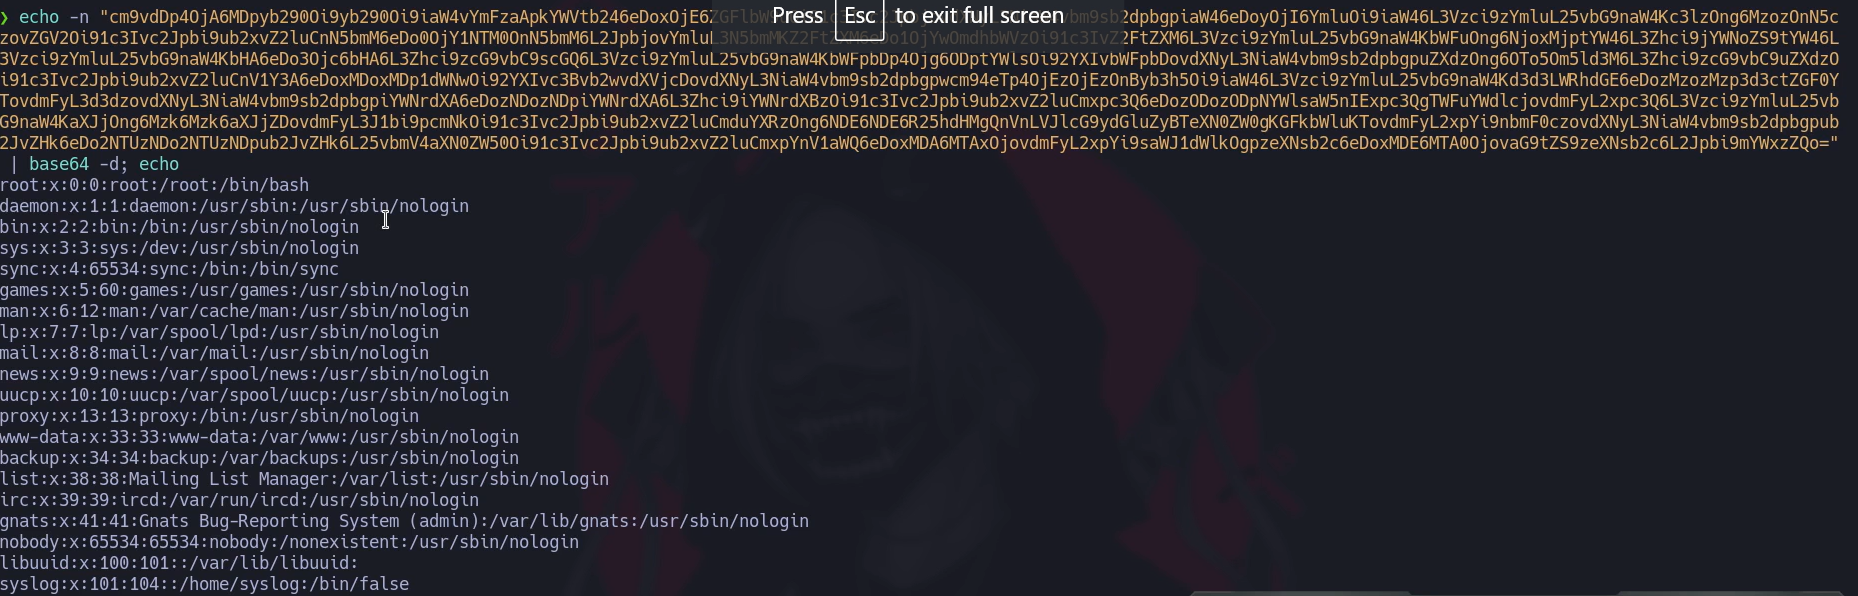 Press Esc to exit full screen
❯ echo -n "cm9vdDp4OjA6MDpyb290Oi9yb290Oi9iaW4vYmFzaApkYWVtb246eDoxOjE6 2dpbgpiaW46eDoyOjI6YmluOi9iaW46L3Vzci9zYmluL25vbG9naW4Kc3lzOng6MzozOnN5c
zovZGV2Oi91c3Ivc2Jpbi9ub2xvZ2luCnN5bmM6eDo0OjY1NTM0OnN5bmM6L2JpbjovYmluL3N5bmMKZ2FtZXM6eDo1OjYwOmdhbWVzOi91c3IvZ2FtZXM6L3Vzci9zYmluL25vbG9naW4KbWFuOng6NjoxMjptYW46L3Zhci9jYWNoZS9tYW46L
3Vzci9zYmluL25vbG9naW4KbHA6eDo3Ojc6bHA6L3Zhci9zcG9vbC9scGQ6L3Vzci9zYmluL25vbG9naW4KbWFpbDp4Ojg6ODptYWlsOi92YXIvbWFpbDovdXNyL3NiaW4vbm9sb2dpbgpuZXdzOng6OTo5Om5ld3M6L3Zhci9zcG9vbC9uZXdzO
i91c3Ivc2Jpbi9ub2xvZ2luCnV1Y3A6eDoxMDoxMDp1dWNwOi92YXIvc3Bvb2wvdXVjcDovdXNyL3NiaW4vbm9sb2dpbgpwcm94eTp4OjEzOjEzOnByb3h5Oi9iaW46L3Vzci9zYmluL25vbG9naW4Kd3d3LWRhdGE6eDozMzozMzp3d3ctZGF0Y
TovdmFyL3d3dzovdXNyL3NiaW4vbm9sb2dpbgpiYWNrdXA6eDozNDozNDpiYWNrdXA6L3Zhci9iYWNrdXBzOi91c3Ivc2Jpbi9ub2xvZ2luCmxpc3Q6eDozODozODpNYWlsaW5nIExpc3QgTWFuYWdlcjovdmFyL2xpc3Q6L3Vzci9zYmluL25vb
G9naW4KaXJjOng6Mzk6Mzk6aXJjZDovdmFyL3J1bi9pcmNkOi91c3Ivc2Jpbi9ub2xvZ2luCmduYXRzOng6NDE6NDE6R25hdHMgQnVnLVJlcG9ydGluZyBTeXN0ZW0gKGFkbWluKTovdmFyL2xpYi9nbmF0czovdXNyL3NiaW4vbm9sb2dpbgpub
2JvZHk6eDo2NTUzNDo2NTUzNDpub2JvZHk6L25vbmV4aXN0ZW50Oi91c3Ivc2Jpbi9ub2xvZ2luCmxpYnV1aWQ6eDoxMDA6MTAxOjovdmFyL2xpYi9saWJ1dWlkOgpzeXNsb2c6eDoxMDE6MTA0OjovaG9tZS9zeXNsb2c6L2Jpbi9mYWxzZQo="
| base64 -d; echo
root:x:0:0:root:/root:/bin/bash
daemon:x:1:1:daemon:/usr/sbin:/usr/sbin/nologin
bin:x:2:2:bin:/bin:/usr/sbin/nologin
sys:x:3:3:sys:/dev:/usr/sbin/nologin
sync:x:4:65534:sync:/bin:/bin/sync
games:x:5:60:games:/usr/games:/usr/sbin/nologin
man:x:6:12:man:/var/cache/man:/usr/sbin/nologin
lp:x:7:7:lp:/var/spool/lpd:/usr/sbin/nologin
mail:x:8:8:mail:/var/mail:/usr/sbin/nologin
news:x:9:9:news:/var/spool/news:/usr/sbin/nologin
uucp:x:10:10:uucp:/var/spool/uucp:/usr/sbin/nologin
proxy:x:13:13:proxy:/bin:/usr/sbin/nologin
www-data:x:33:33:www-data:/var/www:/usr/sbin/nologin
backup:x:34:34:backup:/var/backups:/usr/sbin/nologin
list:x:38:38:Mailing List Manager:/var/list:/usr/sbin/nologin
irc:x:39:39:ircd:/var/run/ircd:/usr/sbin/nologin
gnats:x:41:41:Gnats Bug-Reporting System (admin):/var/lib/gnats:/usr/sbin/nologin
nobody:x:65534:65534:nobody:/nonexistent:/usr/sbin/nologin
libuuid:x:100:101::/var/lib/libuuid:
syslog:x:101:104::/home/syslog:/bin/false